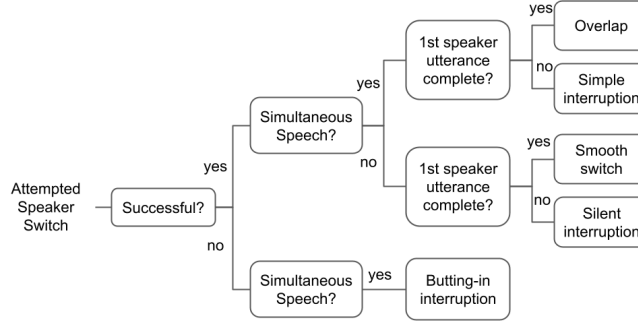 Attempted
Speaker
Switch
Successful?
yes
no
Simultaneous
Speech?
yes
no
1st speaker
utterance
complete?
yes
no
Overlap
Simple
interruption
1st speaker
utterance
complete?
yes
no
Smooth
switch
Silent
interruption
Simultaneous
Speech?
yes
Butting-in
interruption